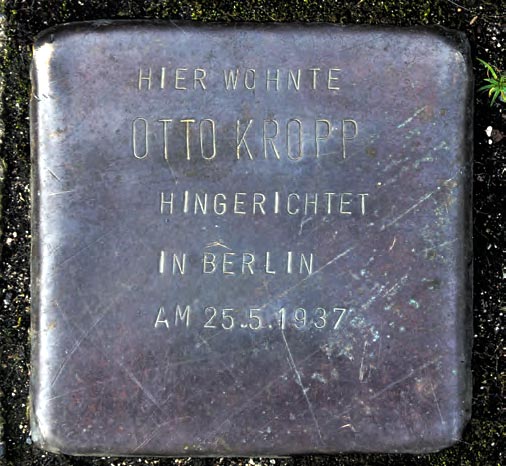 HIER WOHNTE
OTTO KROPP
HINGERICHTET
IN BERLIN
AM 25.5.1937